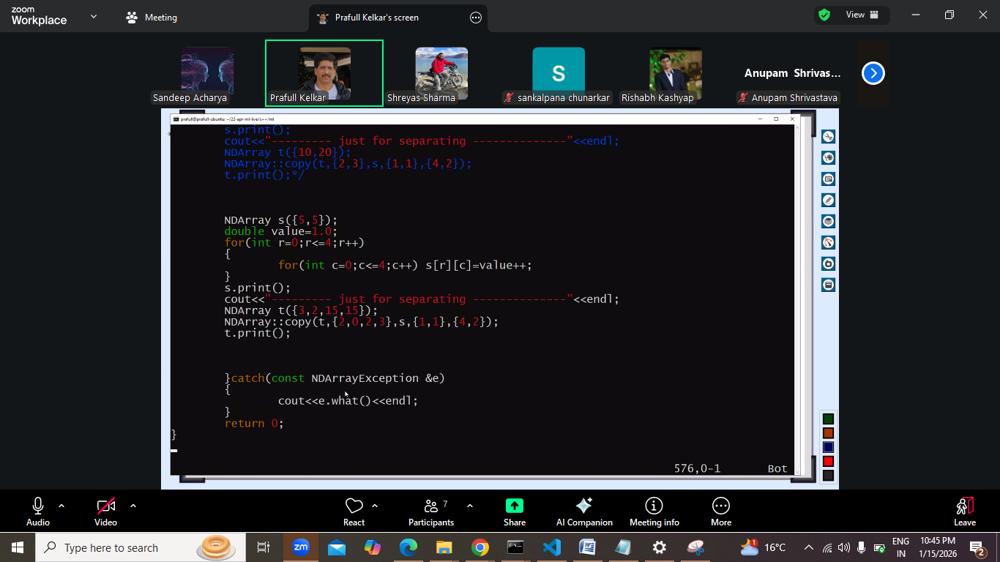 zoom
Workplace
Meeting
Prafull Kelkar's screen
View
Sandeep Acharya
Prafull Kelkar
Shreyas Sharma
S
sankalpana chunarkar
Rishabh Kashyap
Anupam Shrivas...
Anupam Shrivastava
prafull@prafull-ubuntu: ~/22-apr-ml-live/c++/ml
s.print();
cout<<"--------- just for separating --------------"<<endl;
NDArray t({10,20});
NDArray::copy(t,{2,3},s,{1,1},{4,2});
t.print();*/
NDArray s({5,5});
double value=1.0;
for(int r=0;r<=4;r++)
{
for(int c=0;c<=4;c++) s[r][c]=value++;
}
s.print();
cout<<"--------- just for separating --------------"<<endl;
NDArray t({3,2,15,15});
NDArray::copy(t,{2,0,2,3},s,{1,1},{4,2});
t.print();
}catch(const NDArrayException &e)
{
cout<<e.what()<<endl;
}
return 0;
}
576,0-1 Bot
Audio
Video
React
7
Participants
Share
AI Companion
Meeting info
More
Leave
Type here to search
zm
1
16°C
ENG
IN
10:45 PM
1/15/2026
2